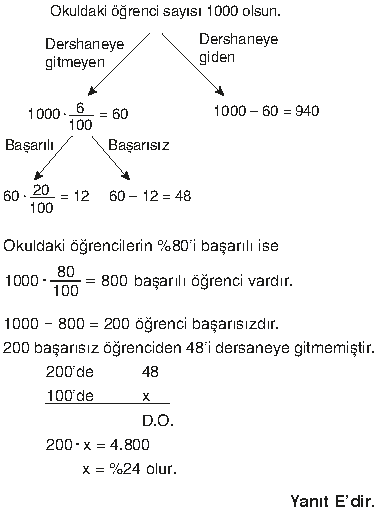 Okuldaki öğrenci sayısı 1000 olsun.
Dershaneye gitmeyen
Dershaneye giden
1000 · 6/100 = 60
1000 – 60 = 940
Başarılı
Başarısız
60 · 20/100 = 12
60 – 12 = 48
Okuldaki öğrencilerin %80'i başarılı ise
1000 · 80/100 = 800 başarılı öğrenci vardır.
1000 – 800 = 200 öğrenci başarısızdır.
200 başarısız öğrenciden 48'i dersaneye gitmemiştir.
200'de 48
100'de x
D.O.
200 · x = 4.800
x = %24 olur.
Yanıt E'dir.